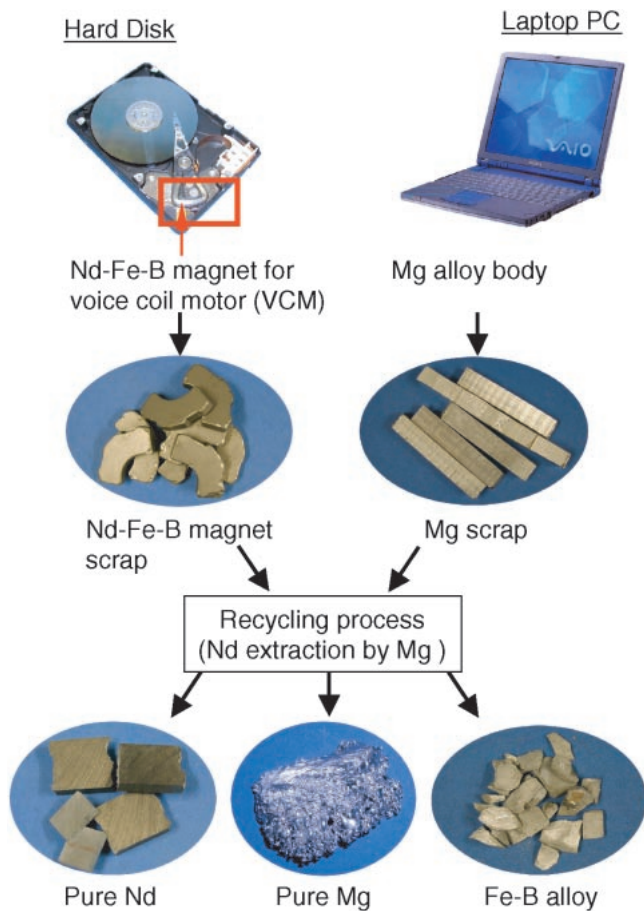 Hard Disk
Laptop PC
VAIO
Nd-Fe-B magnet for
voice coil motor (VCM)
Mg alloy body
Nd-Fe-B magnet
scrap
Mg scrap
Recycling process
(Nd extraction by Mg )
Pure Nd
Pure Mg
Fe-B alloy